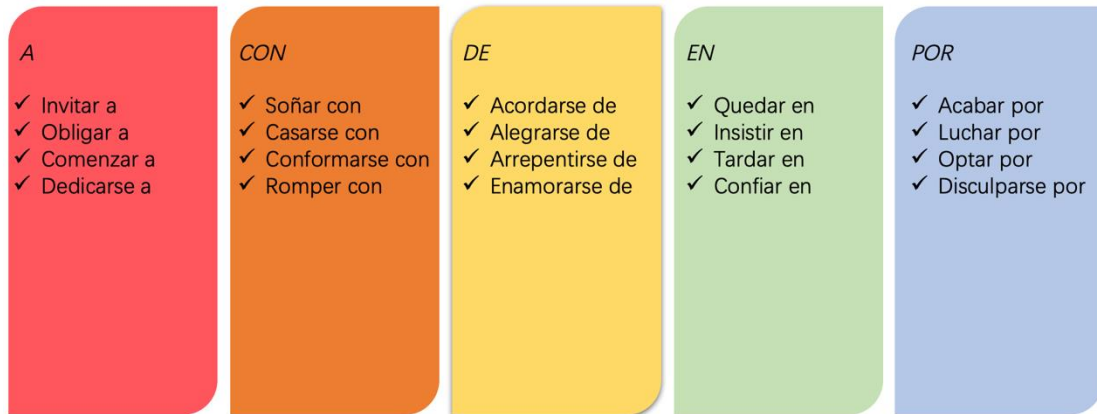 A
✓ Invitar a
✓ Obligar a
✓ Comenzar a
✓ Dedicarse a
CON
✓ Soñar con
✓ Casarse con
✓ Conformarse con
✓ Romper con
DE
✓ Acordarse de
✓ Alegrarse de
✓ Arrepentirse de
✓ Enamorarse de
EN
✓ Quedar en
✓ Insistir en
✓ Tardar en
✓ Confiar en
POR
✓ Acabar por
✓ Luchar por
✓ Optar por
✓ Disculparse por